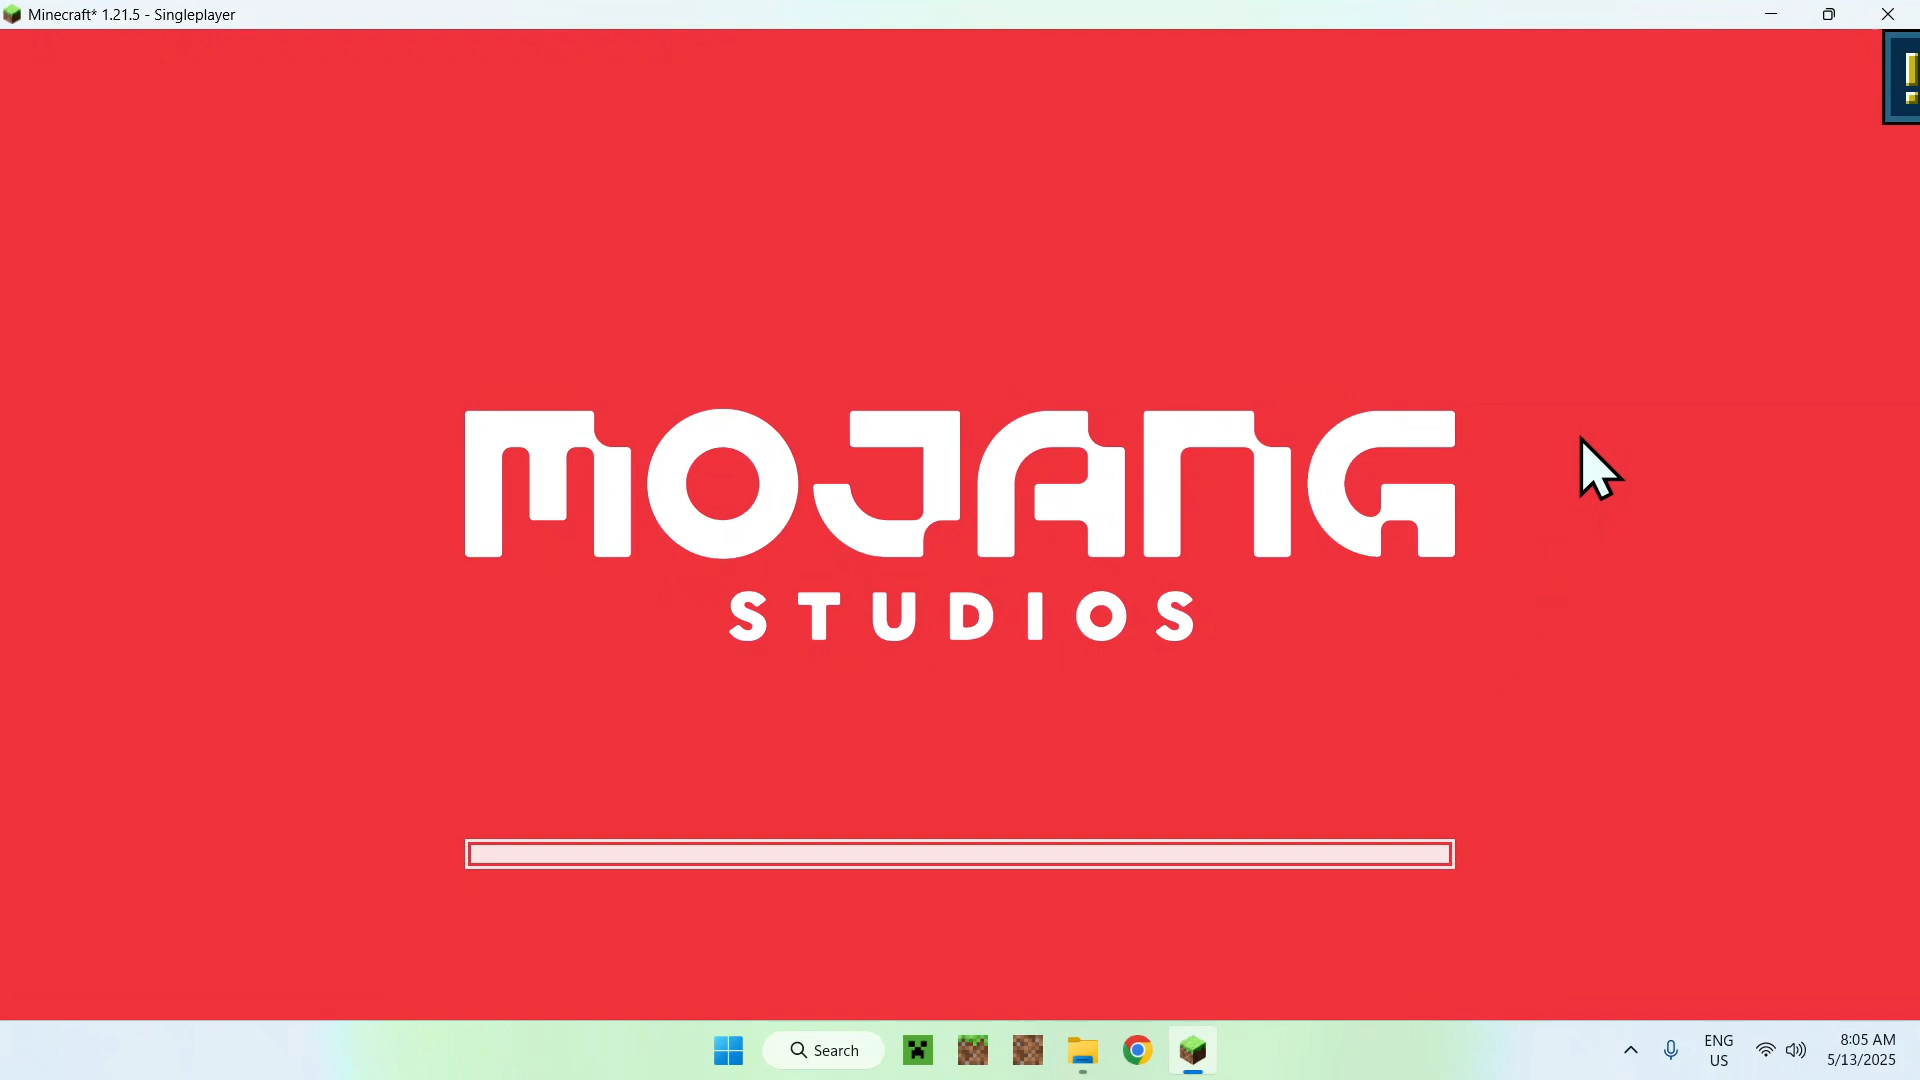 Minecraft* 1.21.5 - Singleplayer
!
MOJANG
STUDIOS
Search
ENG
US
8:05 AM
5/13/2025